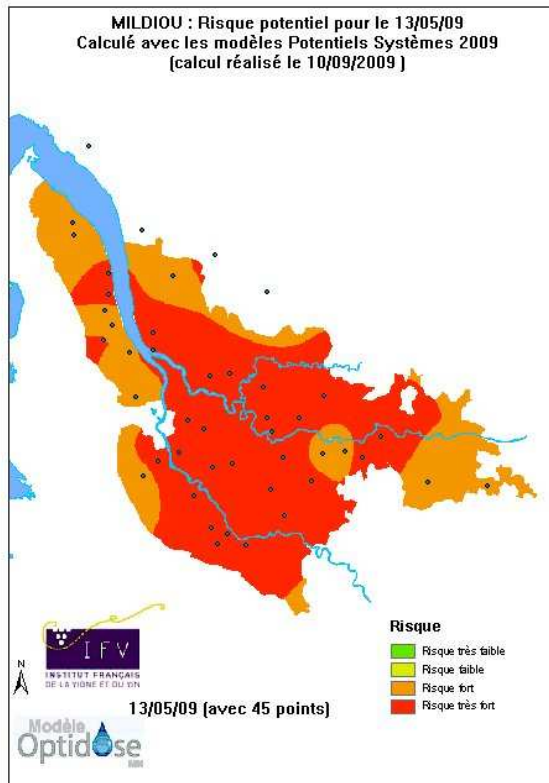 MILDIOU : Risque potentiel pour le 13/05/09
Calculé avec les modèles Potentiels Systèmes 2009
(calcul réalisé le 10/09/2009 )
Risque
Risque très faible
Risque faible
Risque fort
Risque très fort
IFV
INSTITUT FRANÇAIS
DE LA VIGNE ET DU VIN
N
13/05/09 (avec 45 points)
Modèle
Optidose